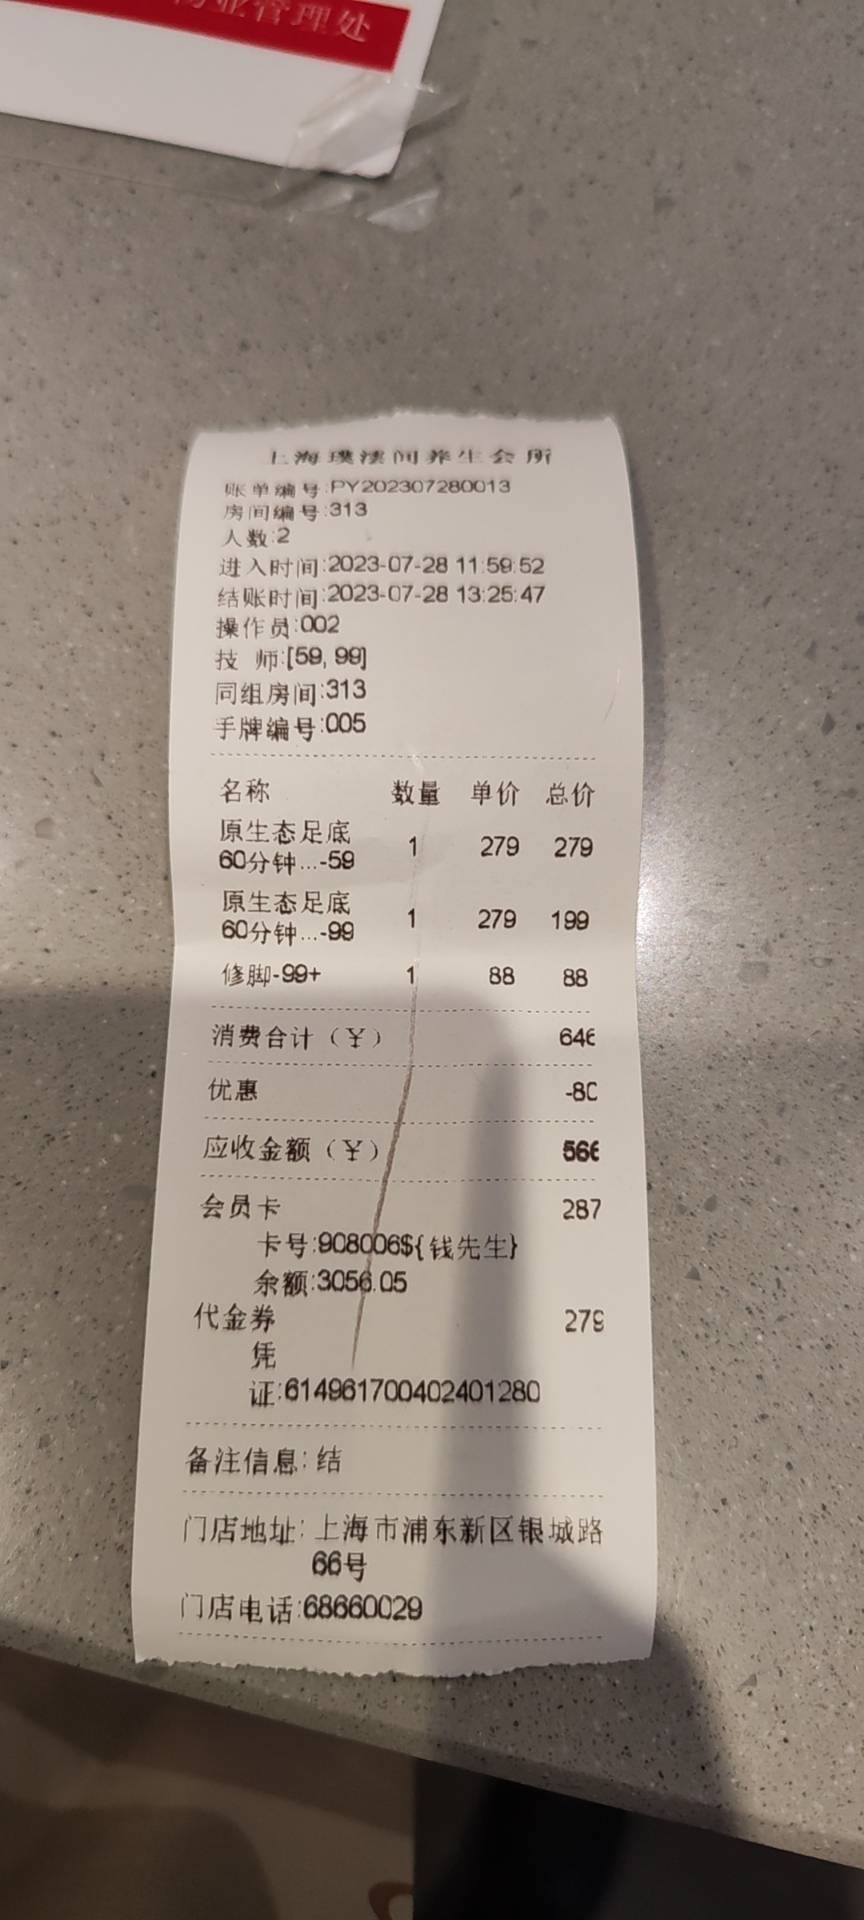 管理处
上海璞濡间养生会所
账单编号:PY202307280013
房间编号:313
人数:2
进入时间:2023-07-28 11:59:52
结账时间:2023-07-28 13:25:47
操作员:002
技 师:[59, 99]
同组房间:313
手牌编号:005
名称 数量 单价 总价
原生态足底
60分钟...-59 1 279 279
原生态足底
60分钟...-99 1 279 199
修脚-99+ 1 88 88
消费合计（￥） 646
优惠 -80
应收金额（￥） 566
会员卡 287
卡号:908006${钱先生}
余额:3056.05
代金券 279
凭
证:614961700402401280
备注信息: 结
门店地址: 上海市浦东新区银城路
66号
门店电话:68660029